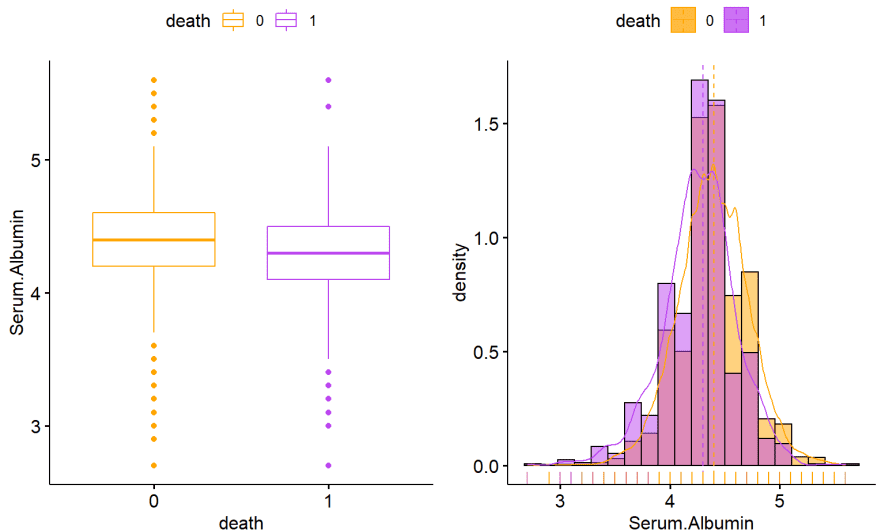 death 0 1
Serum.Albumin
5
4
3
0 1
death
death 0 1
density
1.5
1.0
0.5
0.0
3 4 5
Serum.Albumin